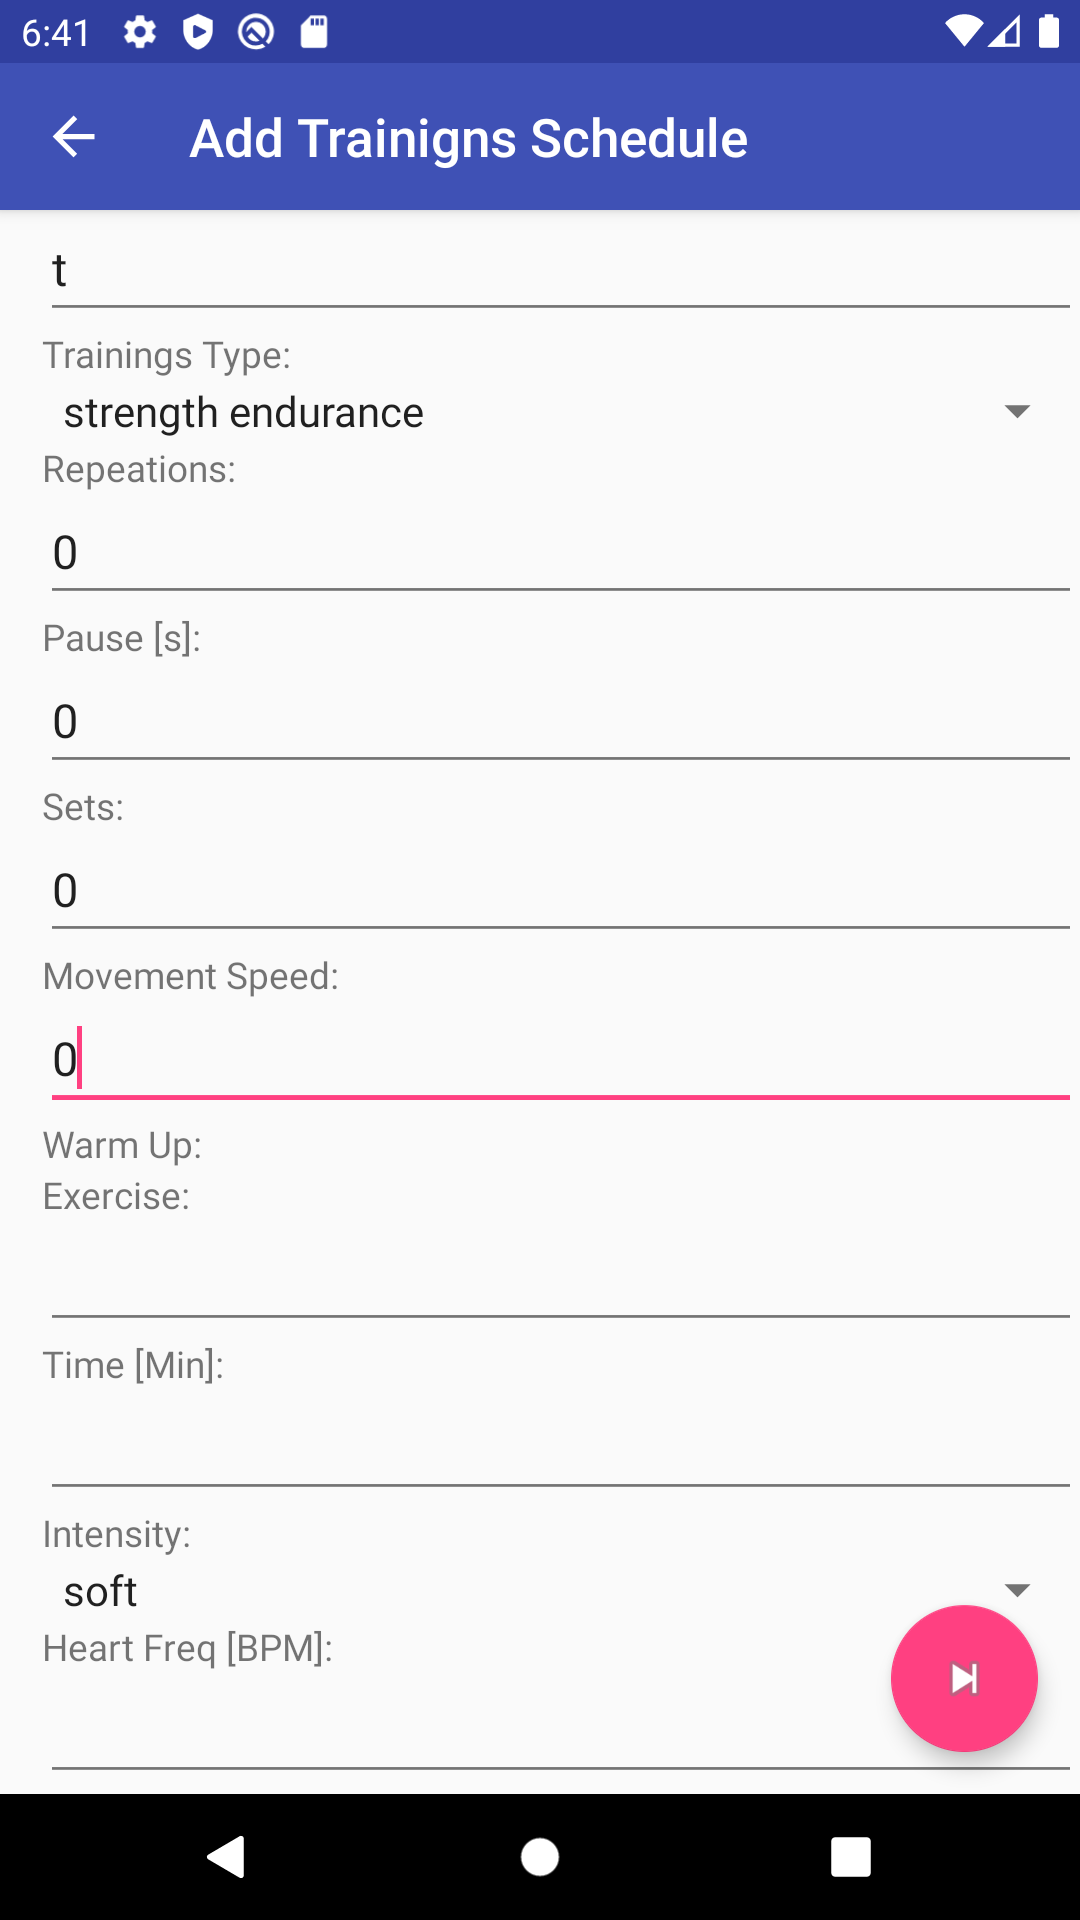 6:41
Add Trainigns Schedule
t
Trainings Type:
strength endurance
Repeations:
0
Pause [s]:
0
Sets:
0
Movement Speed:
0
Warm Up:
Exercise:
Time [Min]:
Intensity:
soft
Heart Freq [BPM]: